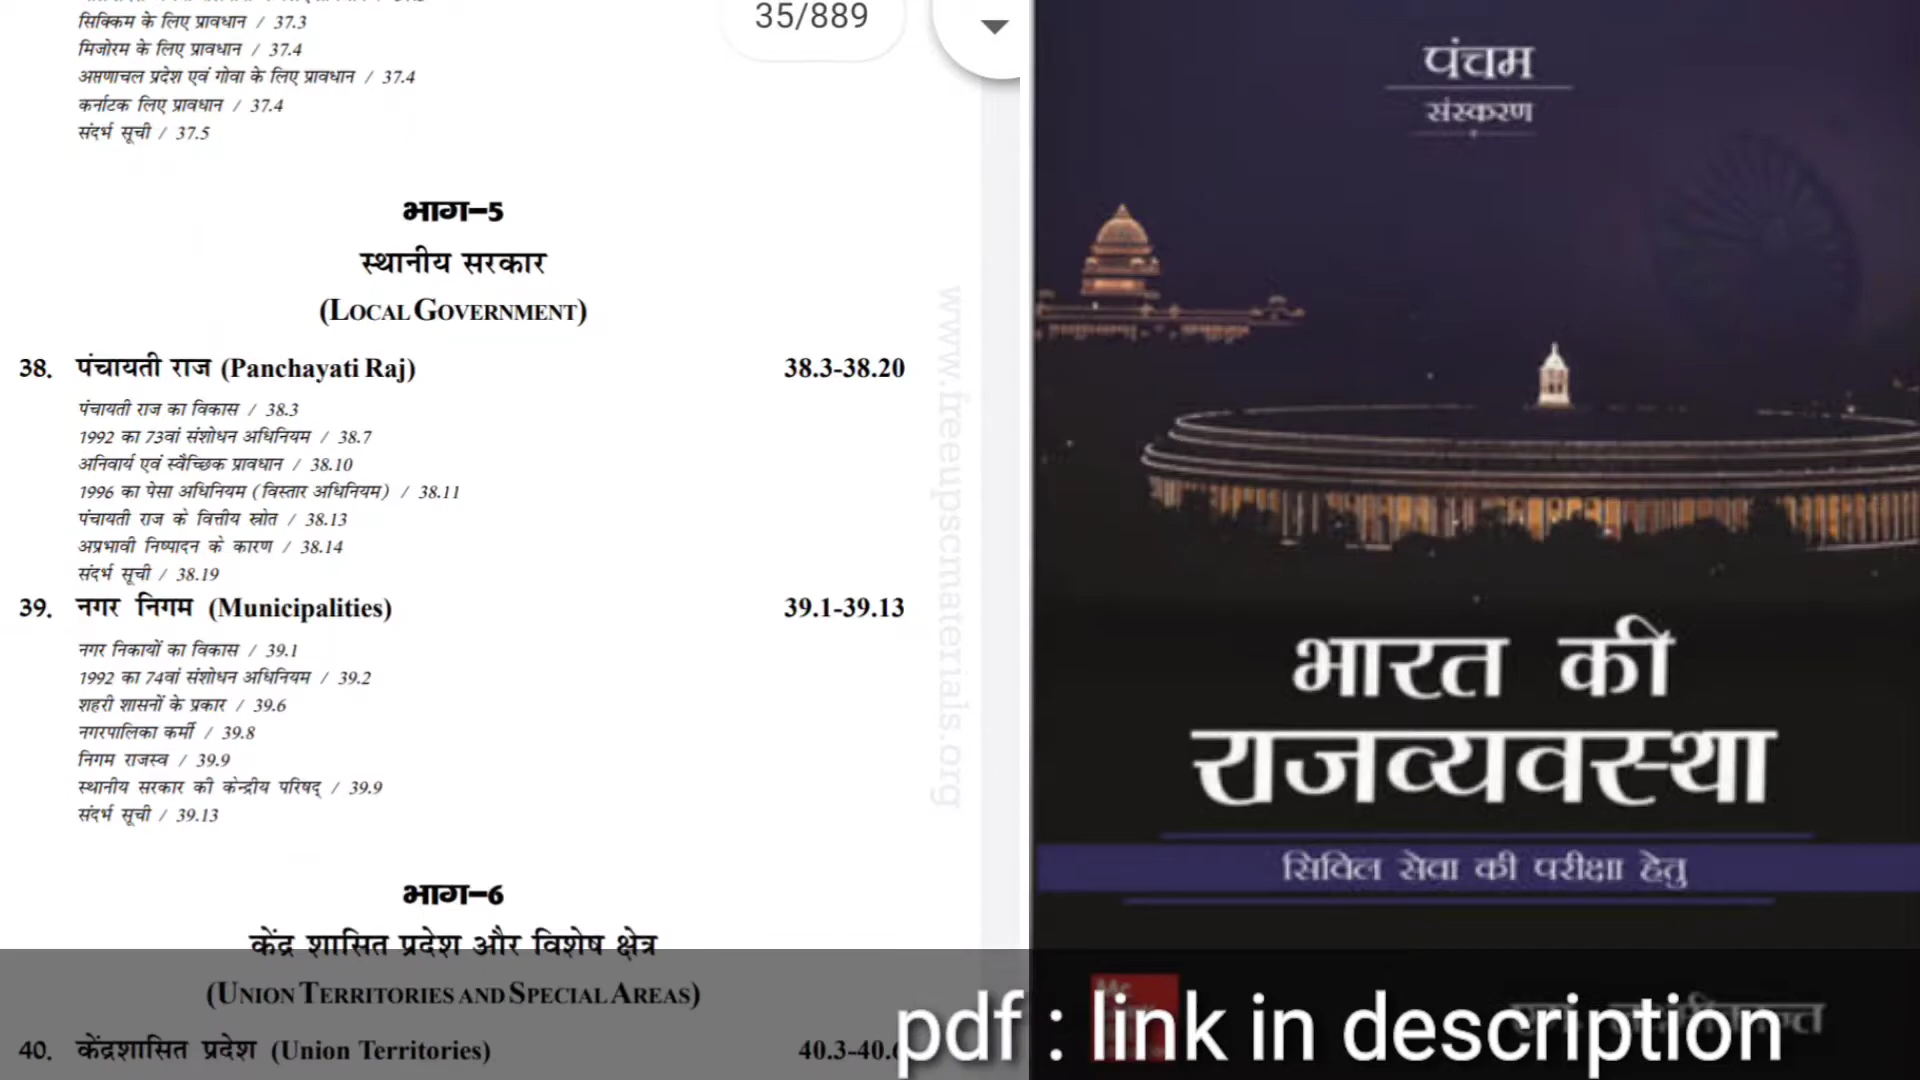 सिक्किम के लिए प्रावधान / 37.3
मिजोरम के लिए प्रावधान / 37.4
अरुणाचल प्रदेश एवं गोवा के लिए प्रावधान / 37.4
कर्नाटक लिए प्रावधान / 37.4
संदर्भ सूची / 37.5
35/889
भाग–5
स्थानीय सरकार
(LOCAL GOVERNMENT)
38. पंचायती राज (Panchayati Raj) 38.3-38.20
पंचायती राज का विकास / 38.3
1992 का 73वां संशोधन अधिनियम / 38.7
अनिवार्य एवं स्वैच्छिक प्रावधान / 38.10
1996 का पेसा अधिनियम (विस्तार अधिनियम) / 38.11
पंचायती राज के वित्तीय स्रोत / 38.13
अप्रभावी निष्पादन के कारण / 38.14
संदर्भ सूची / 38.19
39. नगर निगम (Municipalities) 39.1-39.13
नगर निकायों का विकास / 39.1
1992 का 74वां संशोधन अधिनियम / 39.2
शहरी शासनों के प्रकार / 39.6
नगरपालिका कर्मी / 39.8
निगम राजस्व / 39.9
स्थानीय सरकार की केन्द्रीय परिषद् / 39.9
संदर्भ सूची / 39.13
भाग–6
केंद्र शासित प्रदेश और विशेष क्षेत्र
(UNION TERRITORIES AND SPECIAL AREAS)
40. केंद्रशासित प्रदेश (Union Territories) 40.3-40.
www.freeupscmaterials.org
पंचम
संस्करण
भारत की
राजव्यवस्था
सिविल सेवा की परीक्षा हेतु
pdf : link in description